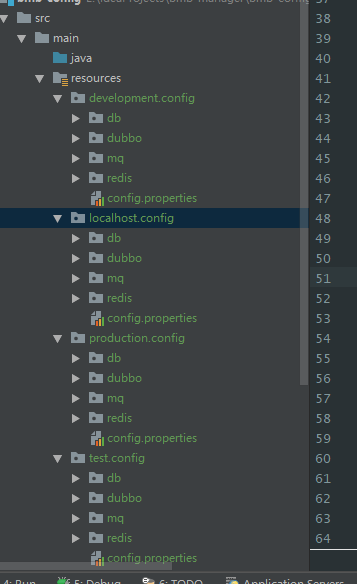 src
38
main
39
java
40
resources
41
development.config
42
db
43
dubbo
44
mq
45
redis
46
config.properties
47
localhost.config
48
db
49
dubbo
50
mq
51
redis
52
config.properties
53
production.config
54
db
55
dubbo
56
mq
57
redis
58
config.properties
59
test.config
60
db
61
dubbo
62
mq
63
redis
64
config.properties
4: Run
5: Debug
6: TODO
Application Servers